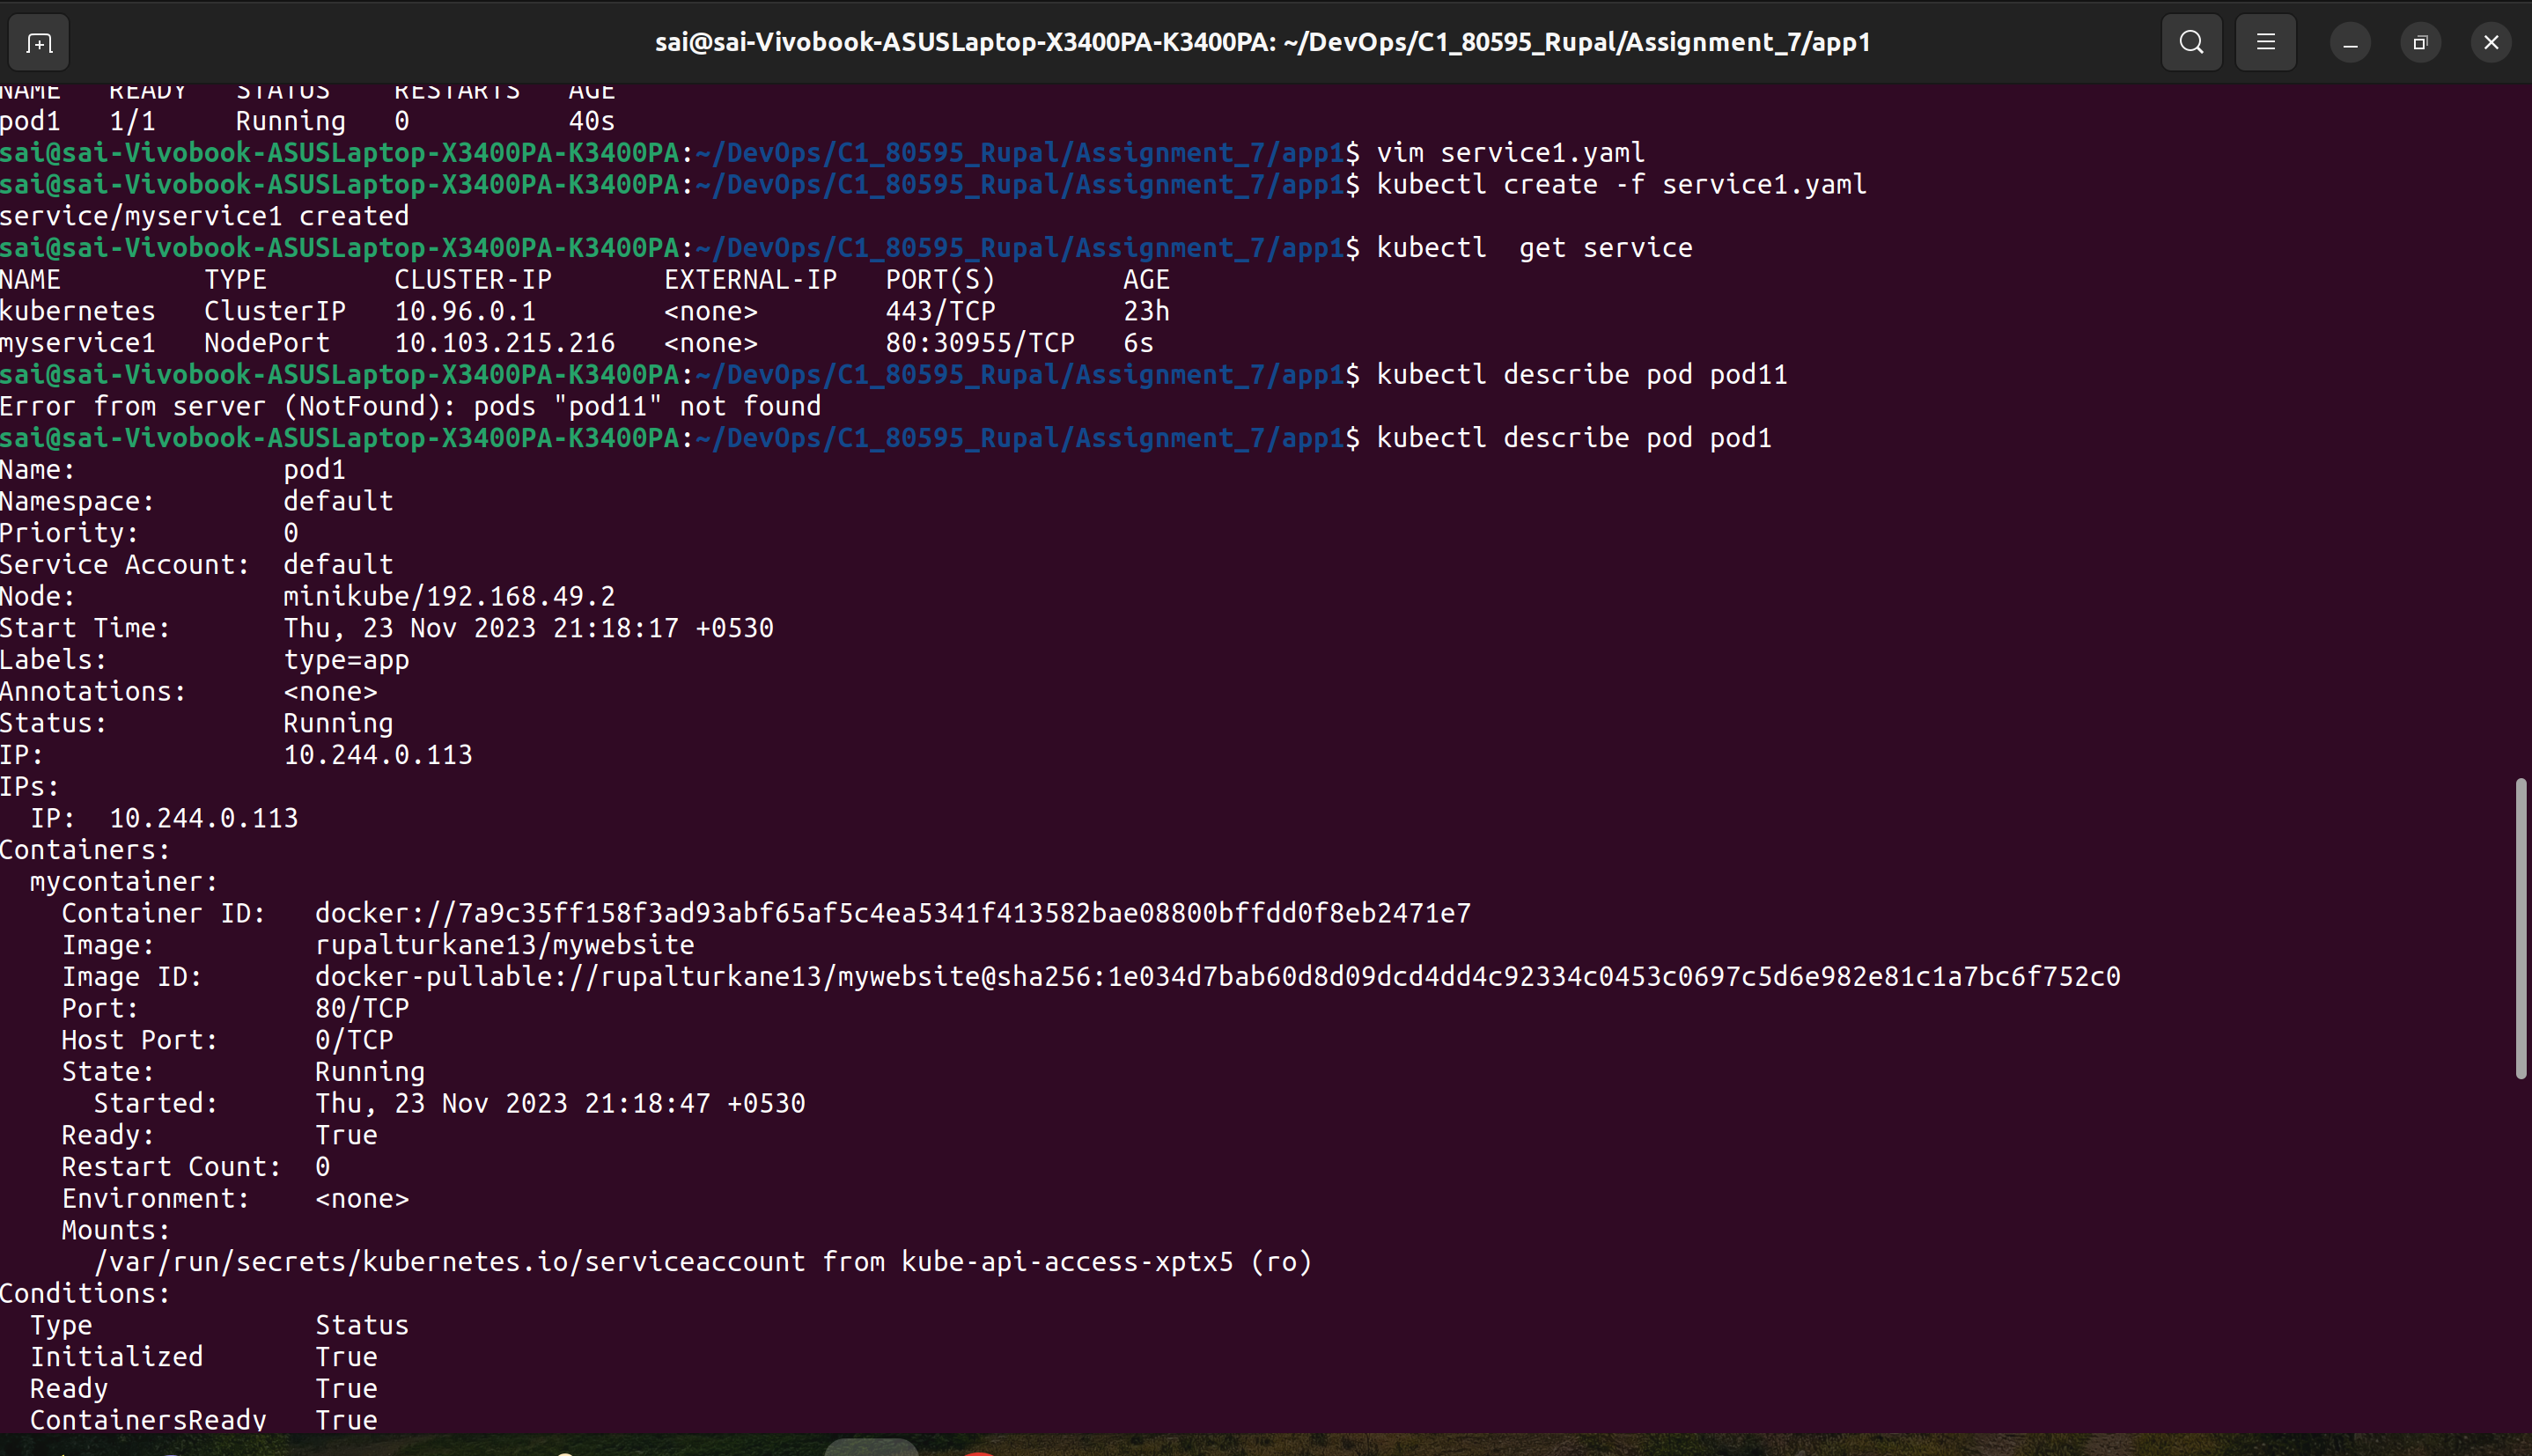 sai@sai-Vivobook-ASUSLaptop-X3400PA-K3400PA: ~/DevOps/C1_80595_Rupal/Assignment_7/app1
NAME   READY   STATUS    RESTARTS   AGE
pod1   1/1     Running   0          40s
sai@sai-Vivobook-ASUSLaptop-X3400PA-K3400PA:~/DevOps/C1_80595_Rupal/Assignment_7/app1$ vim service1.yaml
sai@sai-Vivobook-ASUSLaptop-X3400PA-K3400PA:~/DevOps/C1_80595_Rupal/Assignment_7/app1$ kubectl create -f service1.yaml
service/myservice1 created
sai@sai-Vivobook-ASUSLaptop-X3400PA-K3400PA:~/DevOps/C1_80595_Rupal/Assignment_7/app1$ kubectl  get service
NAME         TYPE        CLUSTER-IP       EXTERNAL-IP   PORT(S)        AGE
kubernetes   ClusterIP   10.96.0.1        <none>        443/TCP        23h
myservice1   NodePort    10.103.215.216   <none>        80:30955/TCP   6s
sai@sai-Vivobook-ASUSLaptop-X3400PA-K3400PA:~/DevOps/C1_80595_Rupal/Assignment_7/app1$ kubectl describe pod pod11
Error from server (NotFound): pods "pod11" not found
sai@sai-Vivobook-ASUSLaptop-X3400PA-K3400PA:~/DevOps/C1_80595_Rupal/Assignment_7/app1$ kubectl describe pod pod1
Name:             pod1
Namespace:        default
Priority:         0
Service Account:  default
Node:             minikube/192.168.49.2
Start Time:       Thu, 23 Nov 2023 21:18:17 +0530
Labels:           type=app
Annotations:      <none>
Status:           Running
IP:               10.244.0.113
IPs:
  IP:  10.244.0.113
Containers:
  mycontainer:
    Container ID:   docker://7a9c35ff158f3ad93abf65af5c4ea5341f413582bae08800bffdd0f8eb2471e7
    Image:          rupalturkane13/mywebsite
    Image ID:       docker-pullable://rupalturkane13/mywebsite@sha256:1e034d7bab60d8d09dcd4dd4c92334c0453c0697c5d6e982e81c1a7bc6f752c0
    Port:           80/TCP
    Host Port:      0/TCP
    State:          Running
      Started:      Thu, 23 Nov 2023 21:18:47 +0530
    Ready:          True
    Restart Count:  0
    Environment:    <none>
    Mounts:
      /var/run/secrets/kubernetes.io/serviceaccount from kube-api-access-xptx5 (ro)
Conditions:
  Type              Status
  Initialized       True
  Ready             True
  ContainersReady   True